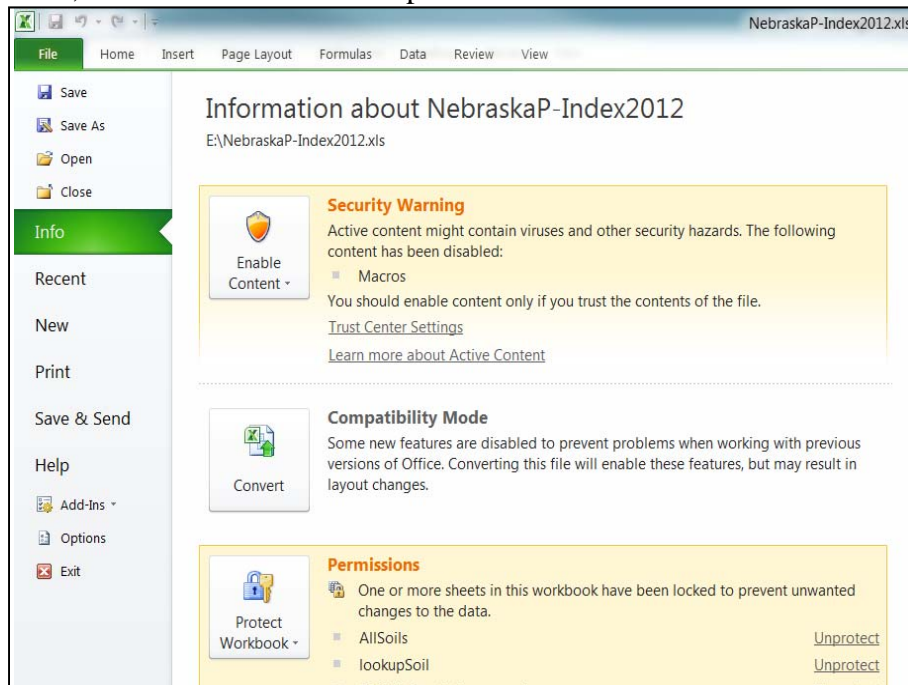 NebraskaP-Index2012.xls
File Home Insert Page Layout Formulas Data Review View
Save
Save As
Open
Close
Info
Recent
New
Print
Save & Send
Help
Add-Ins
Options
Exit
Information about NebraskaP-Index2012
E:\NebraskaP-Index2012.xls
Enable
Content
Security Warning
Active content might contain viruses and other security hazards. The following
content has been disabled:
Macros
You should enable content only if you trust the contents of the file.
Trust Center Settings
Learn more about Active Content
Convert
Compatibility Mode
Some new features are disabled to prevent problems when working with previous
versions of Office. Converting this file will enable these features, but may result in
layout changes.
Protect
Workbook
Permissions
One or more sheets in this workbook have been locked to prevent unwanted
changes to the data.
AllSoils Unprotect
lookupSoil Unprotect